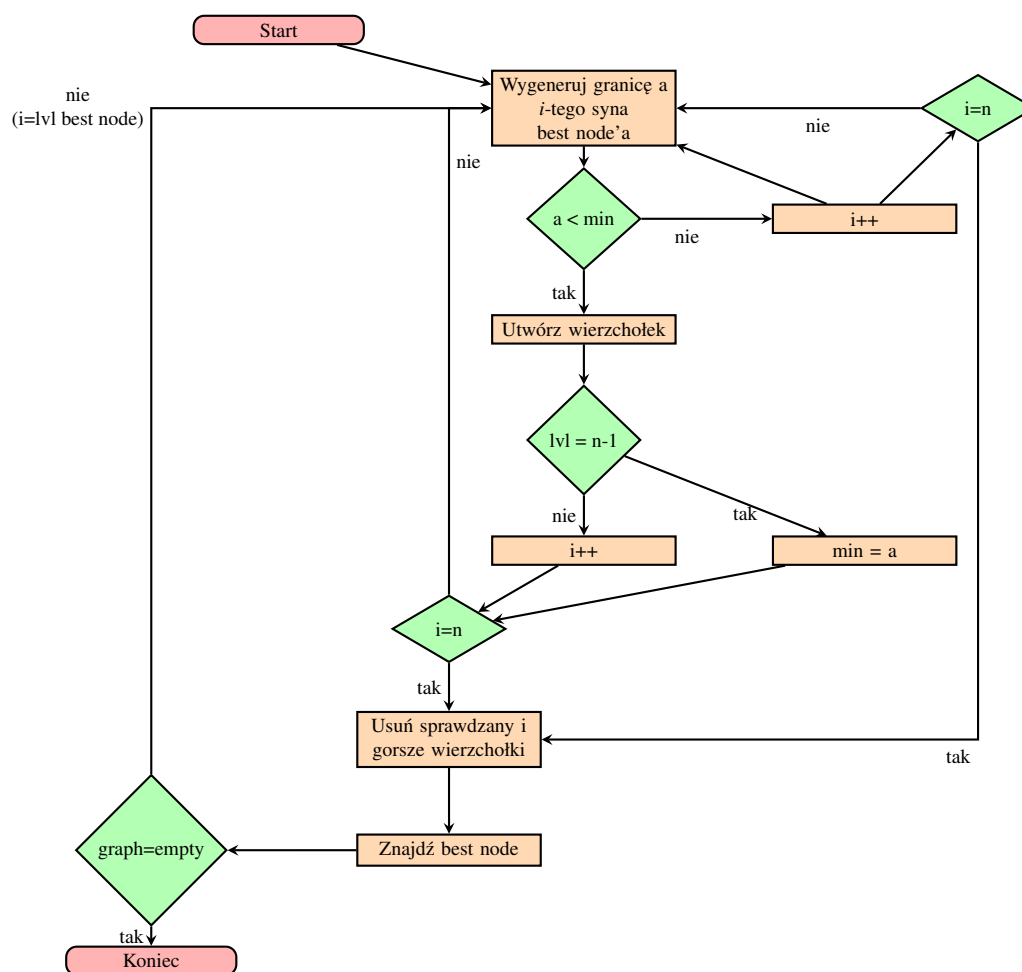 Start
Wygeneruj granicę a
i-tego syna
best node'a
i=n
nie
nie
(i=lvl best node)
nie
a < min
nie
i++
tak
Utwórz wierzchołek
lvl = n-1
nie
tak
i++
min = a
i=n
tak
Usuń sprawdzany i
gorsze wierzchołki
tak
graph=empty
Znajdź best node
tak
Koniec